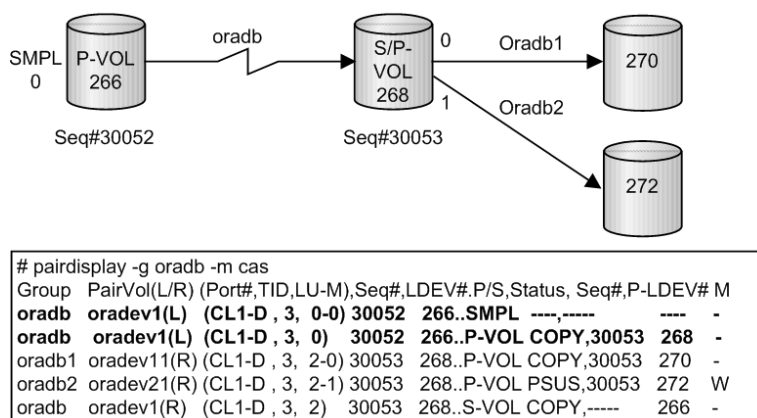 oradb
0
Oradb1
SMPL
0
P-VOL
266
S/P-
VOL
268
270
1
Oradb2
Seq#30052
Seq#30053
272
# pairdisplay -g oradb -m cas
Group PairVol(L/R) (Port#,TID,LU-M),Seq#,LDEV#.P/S,Status, Seq#,P-LDEV# M
oradb oradev1(L) (CL1-D , 3, 0-0) 30052 266..SMPL ----,----- ---- -
oradb oradev1(L) (CL1-D , 3, 0) 30052 266..P-VOL COPY,30053 268 -
oradb1 oradev11(R) (CL1-D , 3, 2-0) 30053 268..P-VOL COPY,30053 270 -
oradb2 oradev21(R) (CL1-D , 3, 2-1) 30053 268..P-VOL PSUS,30053 272 W
oradb oradev1(R) (CL1-D , 3, 2) 30053 268..S-VOL COPY,----- 266 -